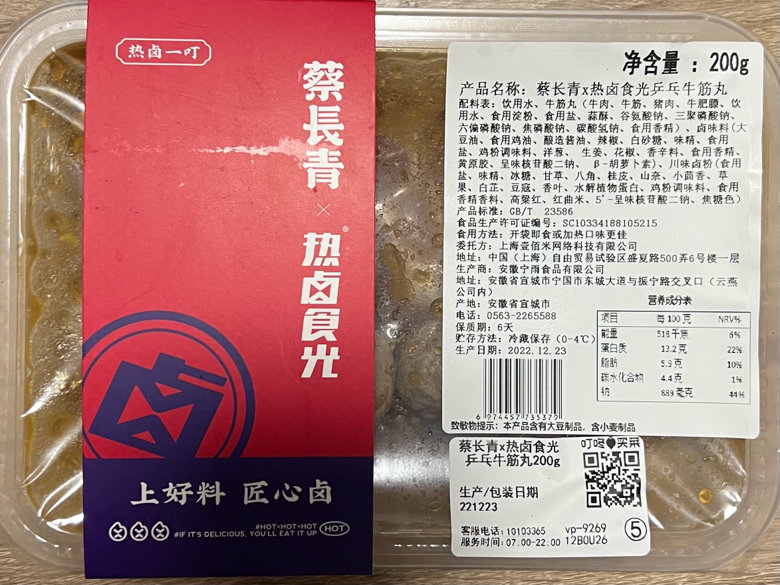 热卤一叮
蔡長青
×
热卤食光®
卤
上好料 匠心卤
#HOT<HOT<HOT
#IF IT'S DELICIOUS, YOU'LL EAT IT UP
HOT
净含量：200g
产品名称：蔡长青x热卤食光乒乓牛筋丸
配料表：饮用水、牛筋丸（牛肉、牛筋、猪肉、牛肥膘、饮
用水、食用淀粉、食用盐、蒜酥、谷氨酸钠、三聚磷酸钠、
六偏磷酸钠、焦磷酸钠、碳酸氢钠、食用香精）、卤味料(大
豆油、食用鸡油、酿造酱油、辣椒、白砂糖、味精、食用
盐、鸡粉调味料、洋葱、生姜、花椒、香辛料、食用香精、
黄原胶、呈味核苷酸二钠、 β-胡萝卜素)、川味卤粉(食用
盐、味精、冰糖、甘草、八角、桂皮、山奈、小茴香、草
果、白芷、豆蔻、香叶、水解植物蛋白、鸡粉调味料、食用
香精香料、高粱红、红曲米、5'-呈味核苷酸二钠、焦糖色)
产品标准：GB/T 23586
食品生产许可证编号：SC10334188105215
食用方法：开袋即食或加热口味更佳
委托方：上海壹佰米网络科技有限公司
地址：中国（上海）自由贸易试验区盛夏路500弄6号楼一层
生产商：安徽宁雨食品有限公司
地址：安徽省宣城市宁国市东城大道与振宁路交叉口（云燕
公司内）
产地：安徽省宣城市
电话：0563-2265588
保质期：6天
贮存方法：冷藏保存（0-4℃）
生产日期：2022.12.23
营养成分表
项目 每100克 NRV%
能量 518千焦 6%
蛋白质 13.2克 22%
脂肪 5.9克 10%
碳水化合物 4.4克 1%
钠 889毫克 44%
6974457735379
致敏物提示：本产品含有大豆制品，含小麦制品
蔡长青x热卤食光
乒乓牛筋丸200g
叮咚买菜
生产/包装日期
221223
客服电话：10103365 vp-9269
服务时间：07:00-22:00 12B0U26
⑤